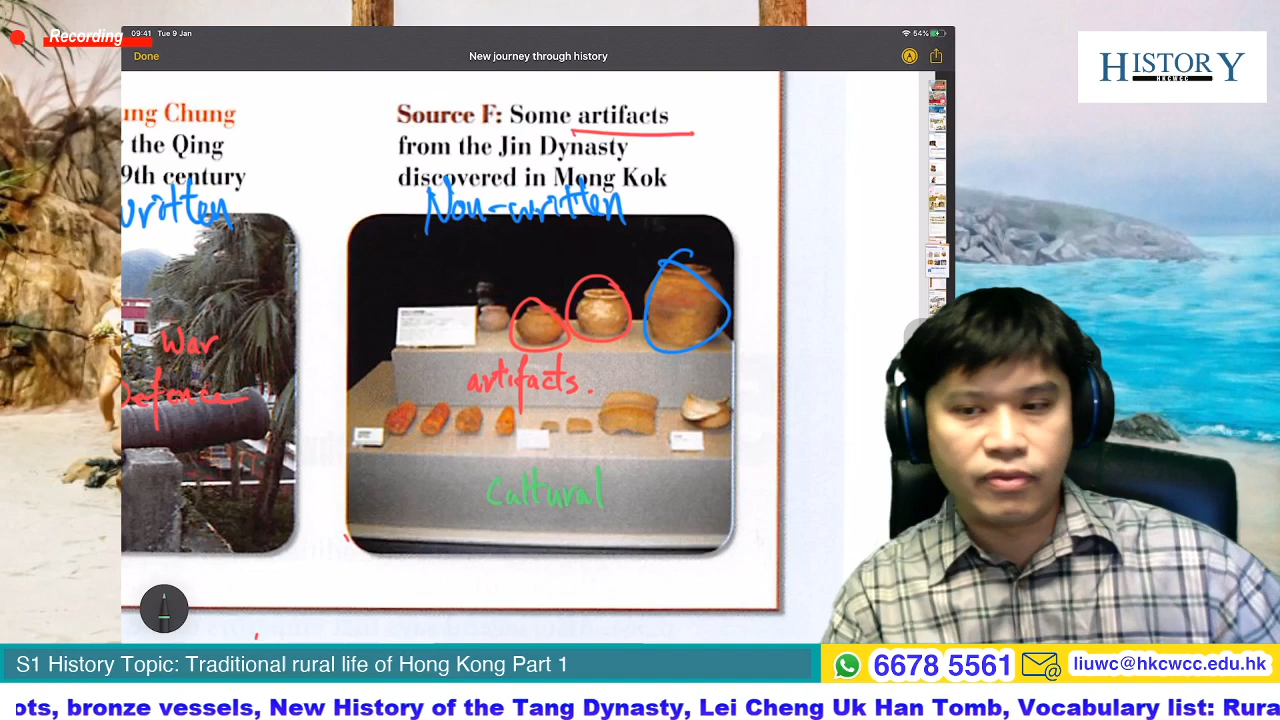 Recording
09:41 Tue 9 Jan
54%
Done
New journey through history
HISTORY
HKCWCC
ung Chung
the Qing
9th century
written
Source F: Some artifacts
from the Jin Dynasty
discovered in Mong Kok
Non-written
War
Defence
artifacts.
Cultural
S1 History Topic: Traditional rural life of Hong Kong Part 1
6678 5561
liuwc@hkcwcc.edu.hk
ots, bronze vessels, New History of the Tang Dynasty, Lei Cheng Uk Han Tomb, Vocabulary list: Rura